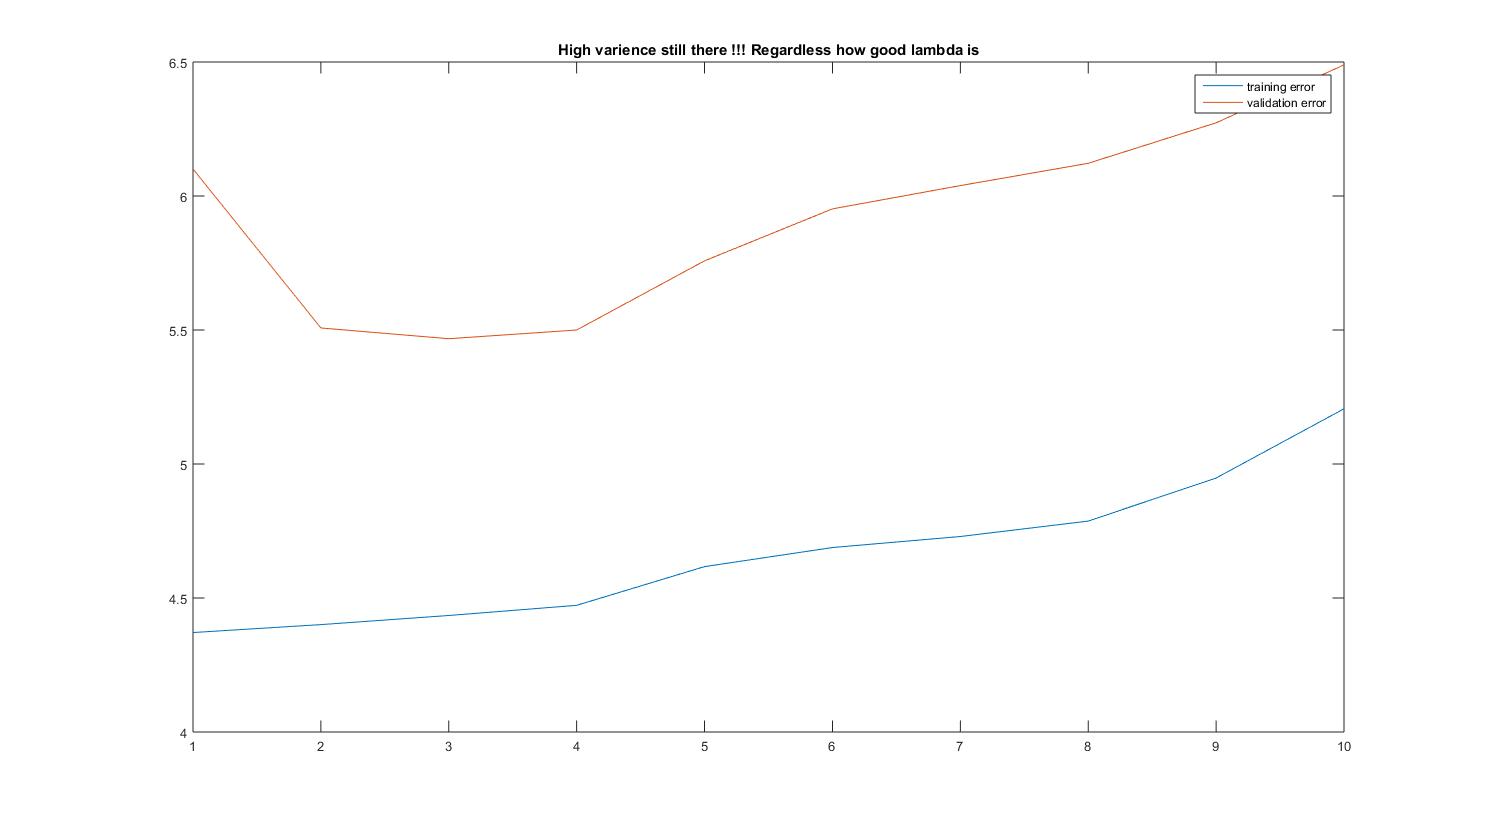 High varience still there !!! Regardless how good lambda is
6.5
training error
validation error
6
5.5
5
4.5
4
1 2 3 4 5 6 7 8 9 10